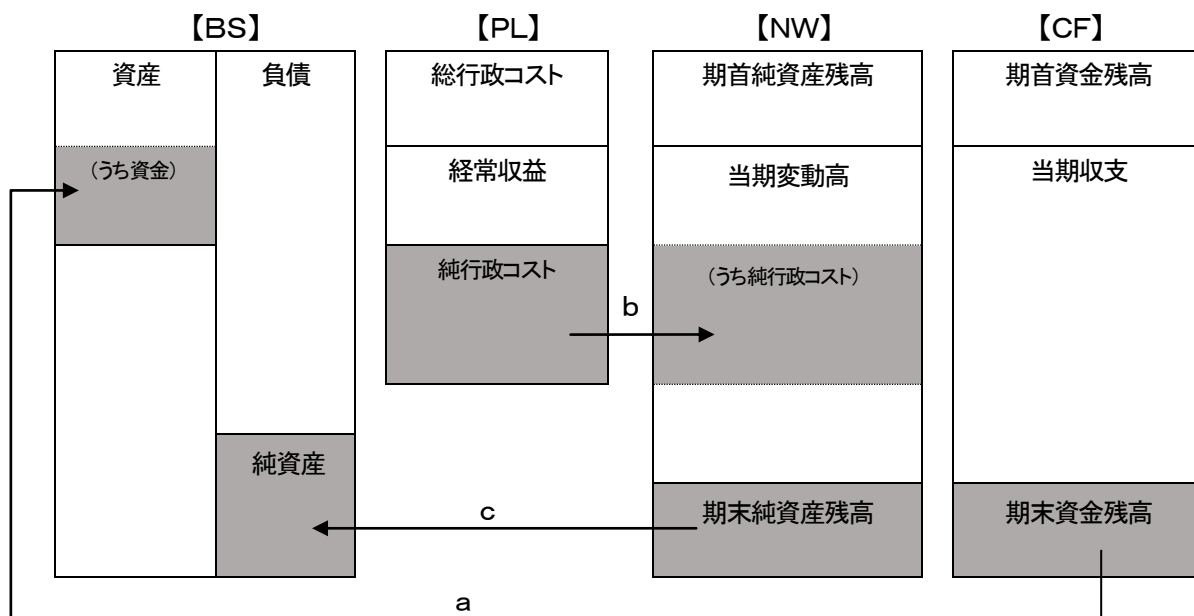 【BS】
【PL】
【NW】
【CF】
資産
負債
総行政コスト
期首純資産残高
期首資金残高
(うち資金)
経常収益
当期変動高
当期収支
純行政コスト
(うち純行政コスト)
b
純資産
期末純資産残高
期末資金残高
c
a